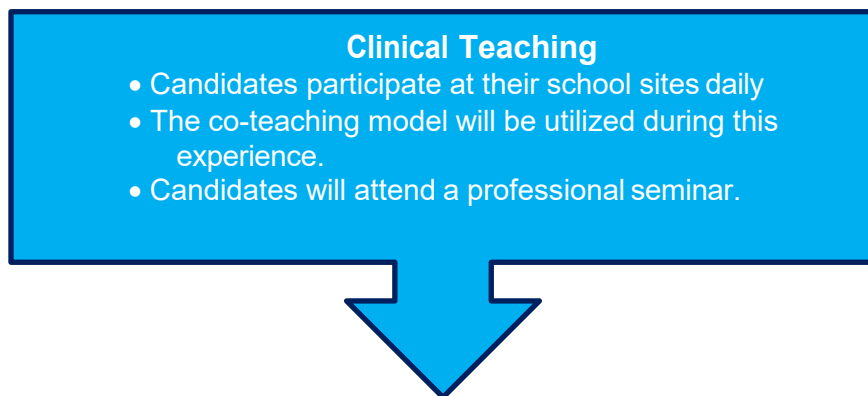 Clinical Teaching
• Candidates participate at their school sites daily
• The co-teaching model will be utilized during this
experience.
• Candidates will attend a professional seminar.